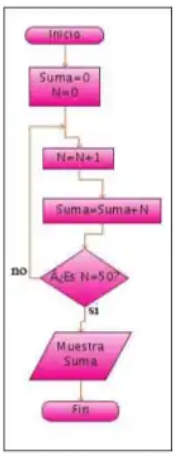 Inicio
Suma=0
N=0
N=N+1
Suma=Suma+N
no
Â¿Es N=50?
si
Muestra
Suma
Fin